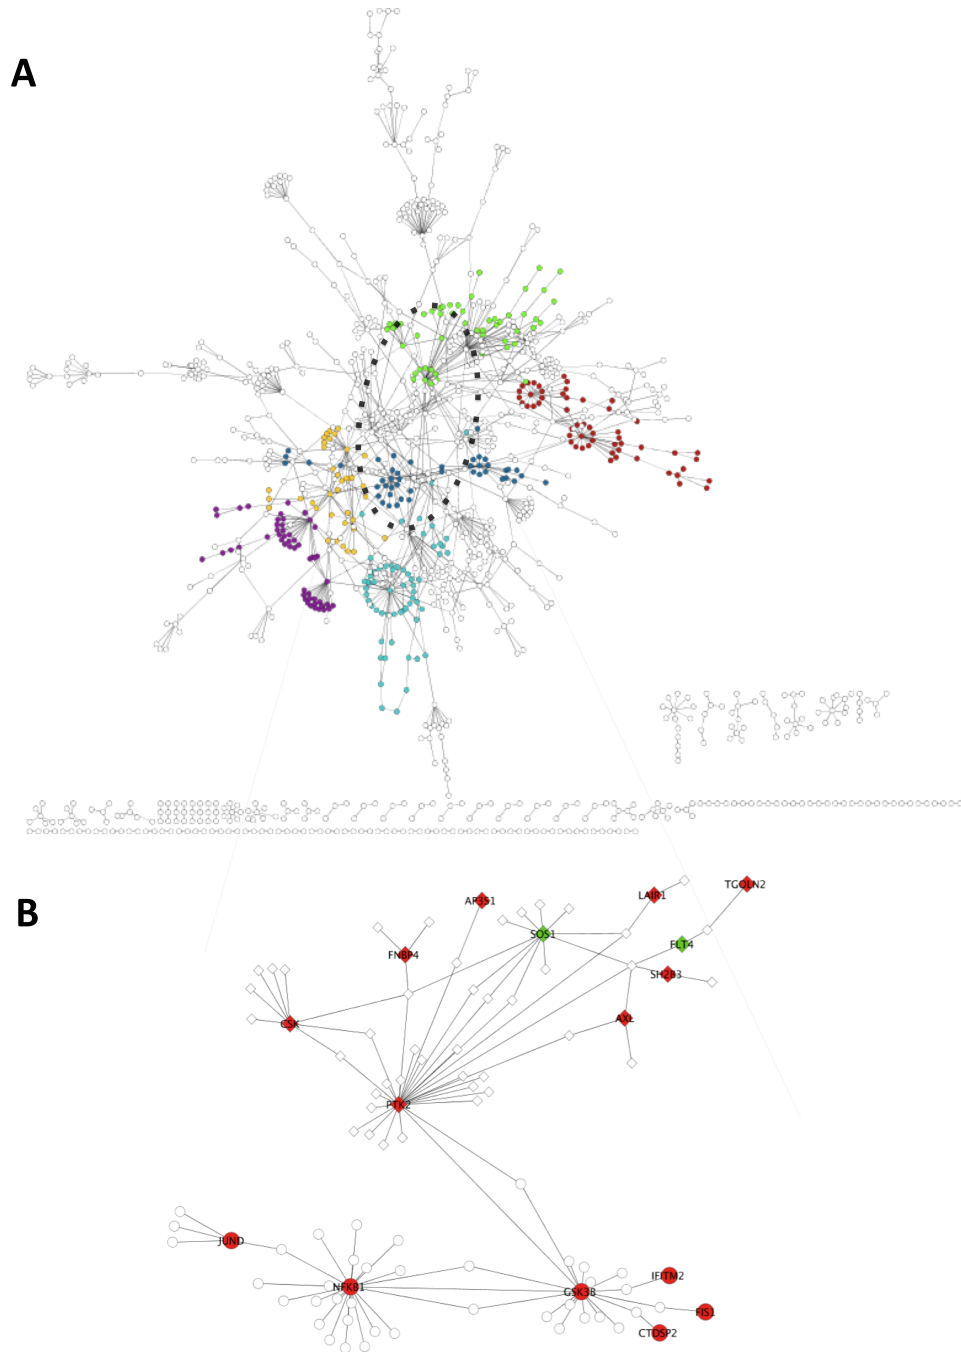 A
B
TGOLN2
LAIR1
AP3S1
SOS1
FLT4
FNBP4
SH2B3
CSK
AXL
PTK2
JUND
IFITM2
NFKB1
GSK3B
FIS1
CTDSP2